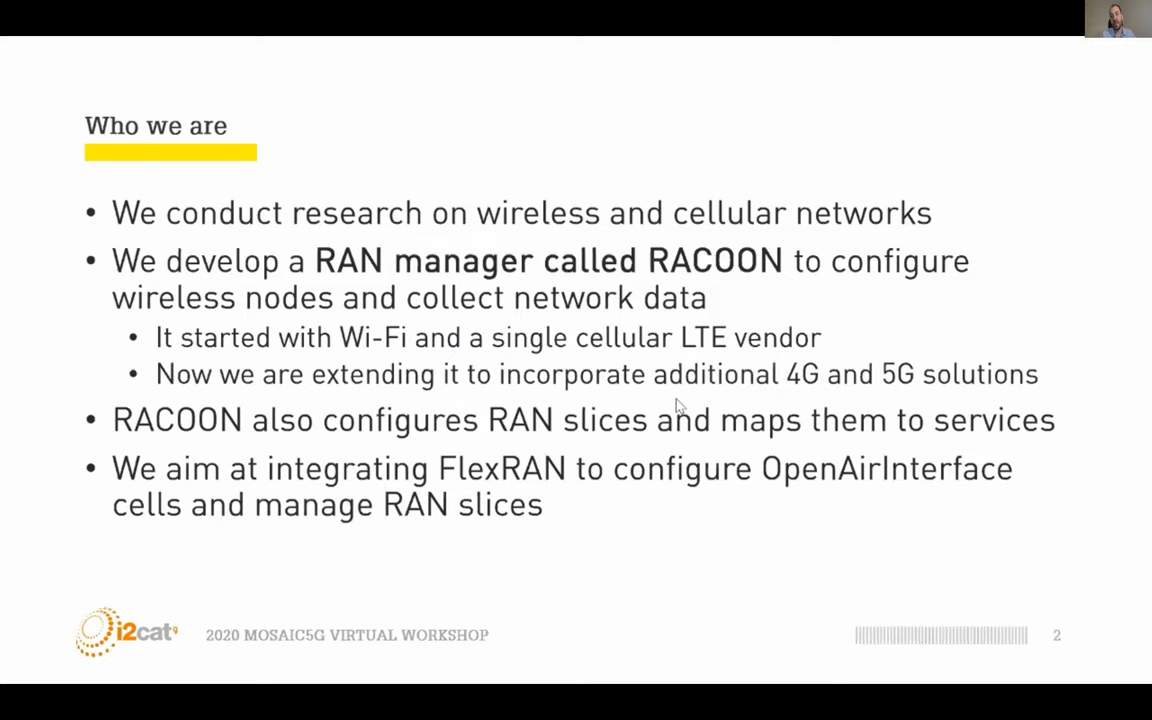 Who we are
• We conduct research on wireless and cellular networks
• We develop a RAN manager called RACOON to configure
wireless nodes and collect network data
• It started with Wi-Fi and a single cellular LTE vendor
• Now we are extending it to incorporate additional 4G and 5G solutions
• RACOON also configures RAN slices and maps them to services
• We aim at integrating FlexRAN to configure OpenAirInterface
cells and manage RAN slices
i2cat
2020 MOSAIC5G VIRTUAL WORKSHOP
2